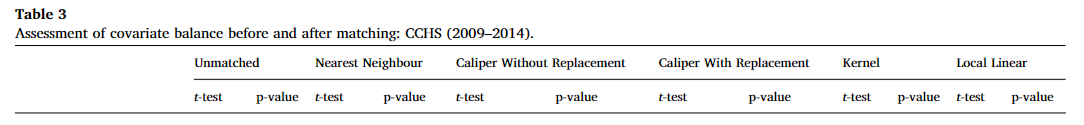 Table 3
Assessment of covariate balance before and after matching: CCHS (2009–2014).
Unmatched Nearest Neighbour Caliper Without Replacement Caliper With Replacement Kernel Local Linear
t-test p-value t-test p-value t-test p-value t-test p-value t-test p-value t-test p-value